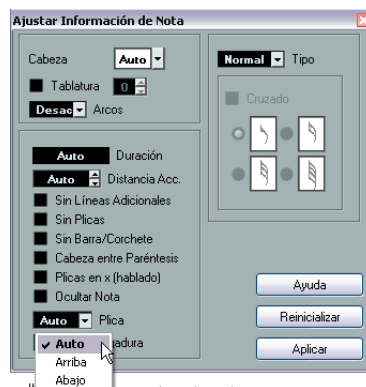 Ajustar Información de Nota
Cabeza Auto
Tablatura 0
Desac Arcos
Auto Duración
Auto Distancia Acc.
Sin Líneas Adicionales
Sin Plicas
Sin Barra/Corchete
Cabeza entre Paréntesis
Plicas en x (hablado)
Ocultar Nota
Auto Plica
adura
Auto
Arriba
Abajo
Normal Tipo
Cruzado
Ayuda
Reinicializar
Aplicar